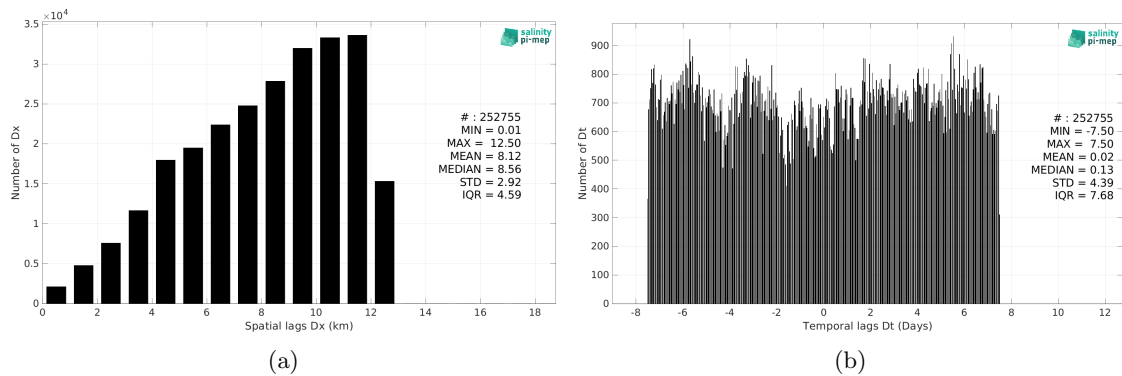 ×10⁴
3.5
3
2.5
2
1.5
1
0.5
0
Number of Dx
0 2 4 6 8 10 12 14 16 18
Spatial lags Dx (km)
salinity
pi-mep
# : 252755
MIN = 0.01
MAX = 12.50
MEAN = 8.12
MEDIAN = 8.56
STD = 2.92
IQR = 4.59
(a)
900
800
700
600
500
400
300
200
100
0
Number of Dt
-8 -6 -4 -2 0 2 4 6 8 10 12
Temporal lags Dt (Days)
salinity
pi-mep
# : 252755
MIN = -7.50
MAX = 7.50
MEAN = 0.02
MEDIAN = 0.13
STD = 4.39
IQR = 7.68
(b)